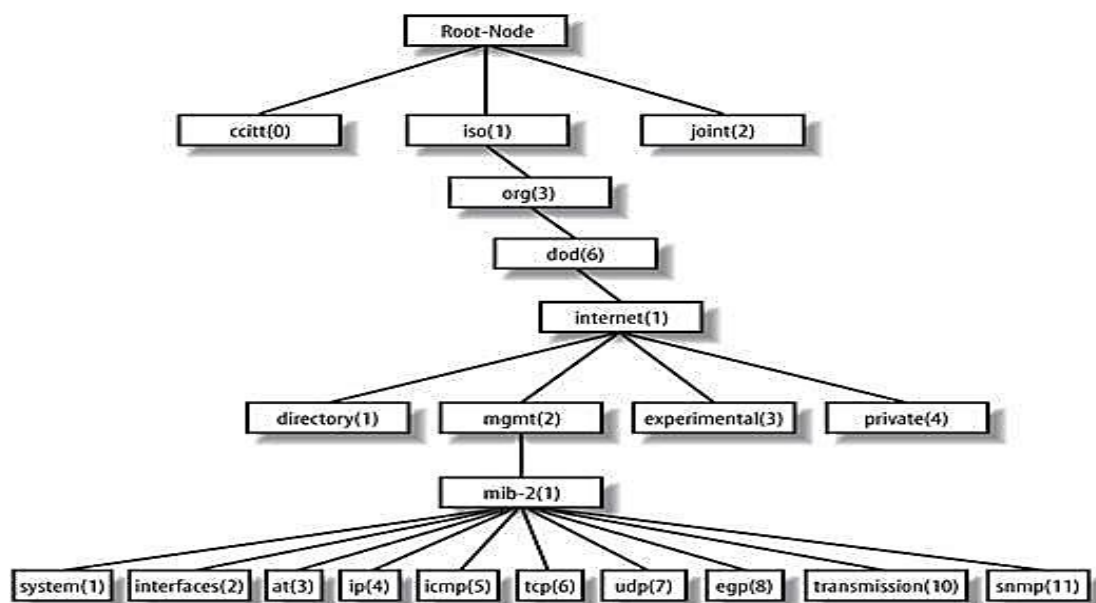 Root-Node
ccitt(0) iso(1) joint(2)
org(3)
dod(6)
internet(1)
directory(1) mgmt(2) experimental(3) private(4)
mib-2(1)
system(1) interfaces(2) at(3) ip(4) icmp(5) tcp(6) udp(7) egp(8) transmission(10) snmp(11)